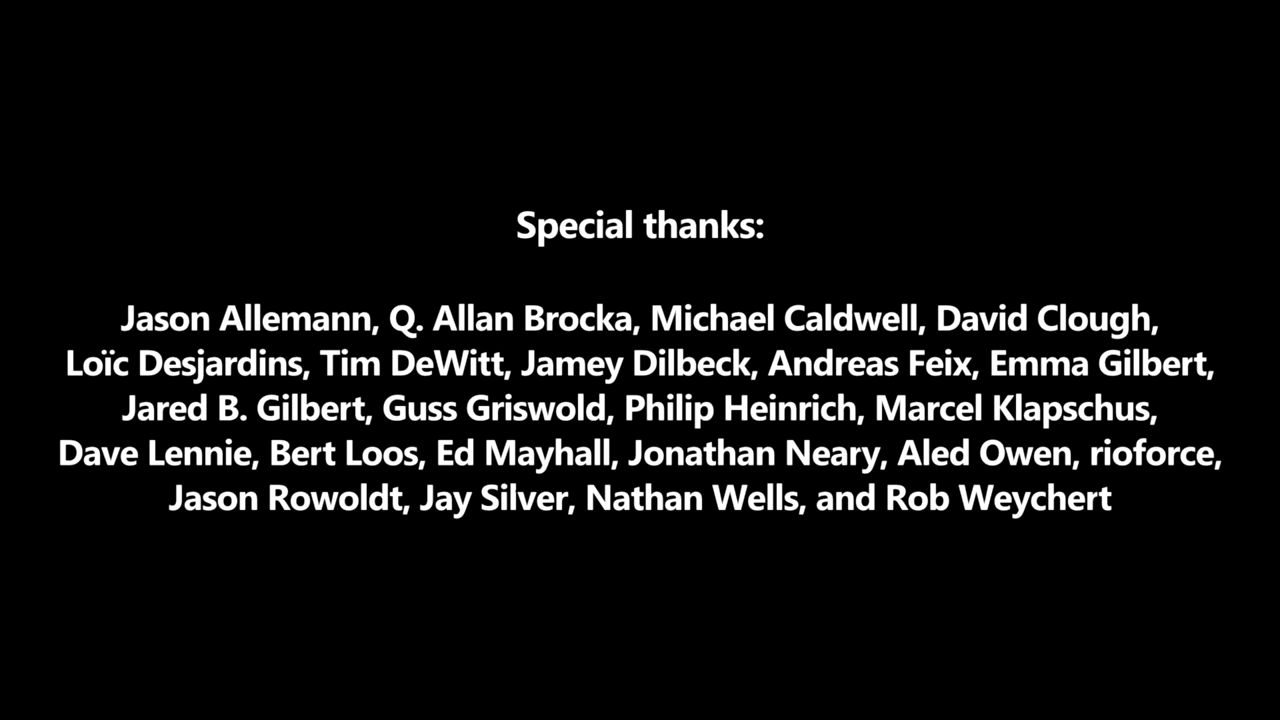 Special thanks:
Jason Allemann, Q. Allan Brocka, Michael Caldwell, David Clough,
Loïc Desjardins, Tim DeWitt, Jamey Dilbeck, Andreas Feix, Emma Gilbert,
Jared B. Gilbert, Guss Griswold, Philip Heinrich, Marcel Klapschus,
Dave Lennie, Bert Loos, Ed Mayhall, Jonathan Neary, Aled Owen, rioforce,
Jason Rowoldt, Jay Silver, Nathan Wells, and Rob Weychert